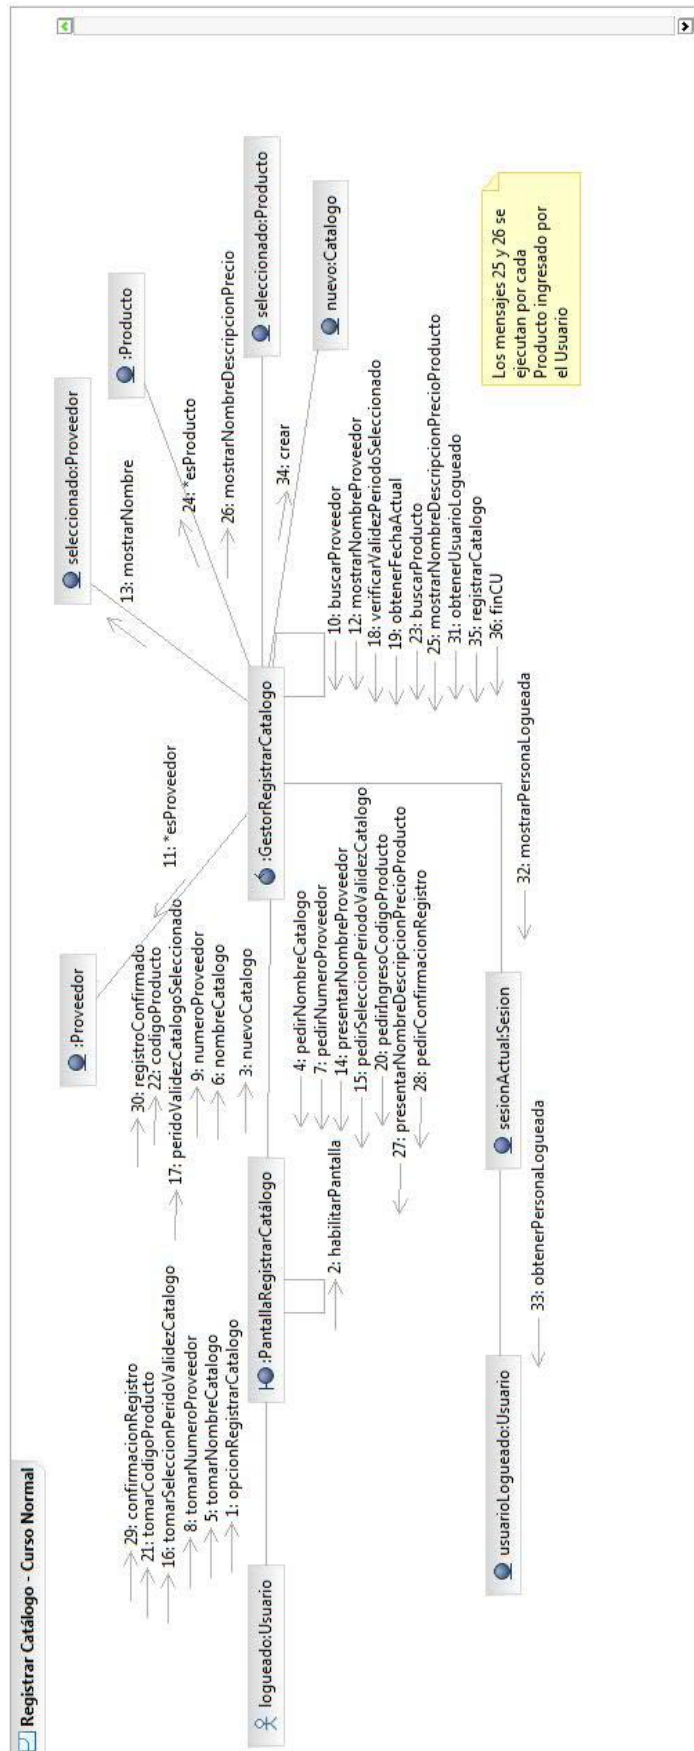 Registrar Catálogo - Curso Normal
logueado:Usuario
29: confirmacionRegistro
21: tomarCodigoProducto
16: tomarSeleccionPeridoValidezCatalogo
8: tomarNumeroProveedor
5: tomarNombreCatalogo
1: opcionRegistrarCatalogo
:PantallaRegistrarCatálogo
2: habilitarPantalla
30: registroConfirmado
22: codigoProducto
17: peridoValidezCatalogoSeleccionado
9: numeroProveedor
6: nombreCatalogo
3: nuevoCatalogo
4: pedirNombreCatalogo
7: pedirNumeroProveedor
14: presentarNombreProveedor
15: pedirSeleccionPeriodoValidezCatalogo
20: pedirIngresoCodigoProducto
27: presentarNombreDescripcionPrecioProducto
28: pedirConfirmacionRegistro
:Proveedor
11: *esProveedor
:GestorRegistrarCatalogo
seleccionado:Proveedor
13: mostrarNombre
:Producto
24: *esProducto
26: mostrarNombreDescripcionPrecio
seleccionado:Producto
34: crear
nuevo:Catalogo
10: buscarProveedor
12: mostrarNombreProveedor
18: verificarValidezPeriodoSeleccionado
19: obtenerFechaActual
23: buscarProducto
25: mostrarNombreDescripcionPrecioProducto
31: obtenerUsuarioLogueado
35: registrarCatalogo
36: finCU
32: mostrarPersonaLogueada
sesionActual:Sesion
33: obtenerPersonaLogueada
usuarioLogueado:Usuario
Los mensajes 25 y 26 se
ejecutan por cada
Producto ingresado por
el Usuario